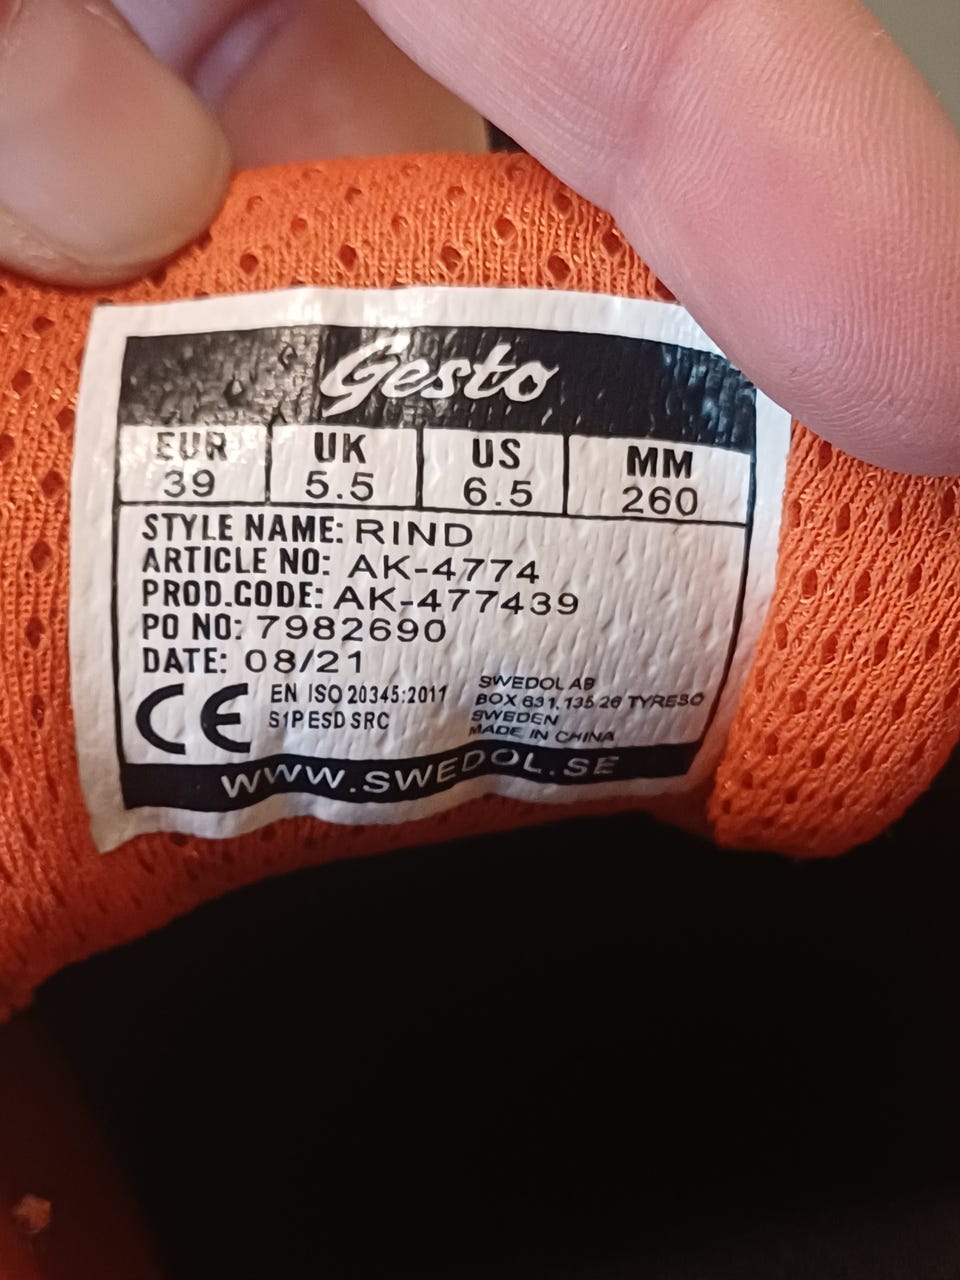 Gesto
EUR UK US MM
39 5.5 6.5 260
STYLE NAME: RIND
ARTICLE NO: AK-4774
PROD.CODE: AK-477439
PO NO: 7982690
DATE: 08/21
CE EN ISO 20345:2011
S1P ESD SRC
SWEDOL AB
BOX 631, 135 26 TYRESO
SWEDEN
MADE IN CHINA
WWW.SWEDOL.SE